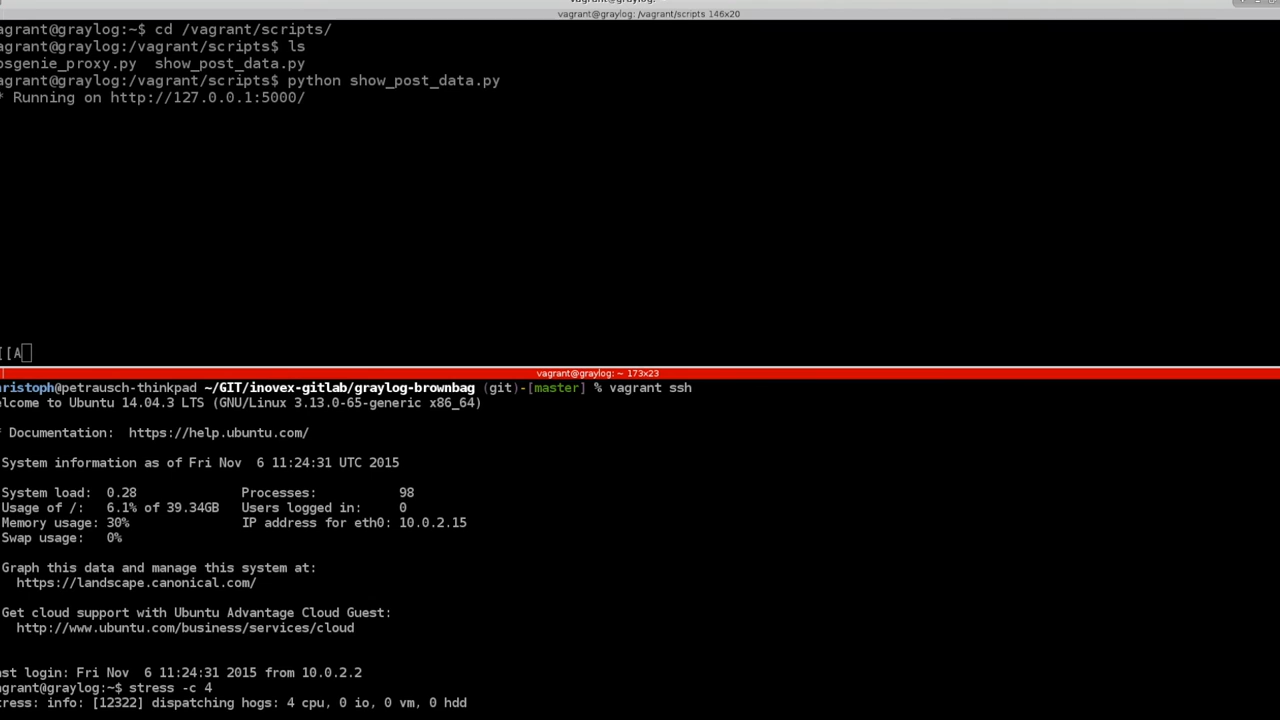 vagrant@graylog:
vagrant@graylog: /vagrant/scripts 146x20
agrant@graylog:~$ cd /vagrant/scripts/
agrant@graylog:/vagrant/scripts$ ls
psgenie_proxy.py  show_post_data.py
agrant@graylog:/vagrant/scripts$ python show_post_data.py
* Running on http://127.0.0.1:5000/
[[A
vagrant@graylog: ~ 173x23
ristoph@petrausch-thinkpad ~/GIT/inovex-gitlab/graylog-brownbag (git)-[master] % vagrant ssh
elcome to Ubuntu 14.04.3 LTS (GNU/Linux 3.13.0-65-generic x86_64)
* Documentation:  https://help.ubuntu.com/
System information as of Fri Nov  6 11:24:31 UTC 2015
System load:  0.28              Processes:           98
Usage of /:   6.1% of 39.34GB   Users logged in:     0
Memory usage: 30%               IP address for eth0: 10.0.2.15
Swap usage:   0%
Graph this data and manage this system at:
https://landscape.canonical.com/
Get cloud support with Ubuntu Advantage Cloud Guest:
http://www.ubuntu.com/business/services/cloud
ast login: Fri Nov  6 11:24:31 2015 from 10.0.2.2
agrant@graylog:~$ stress -c 4
tress: info: [12322] dispatching hogs: 4 cpu, 0 io, 0 vm, 0 hdd